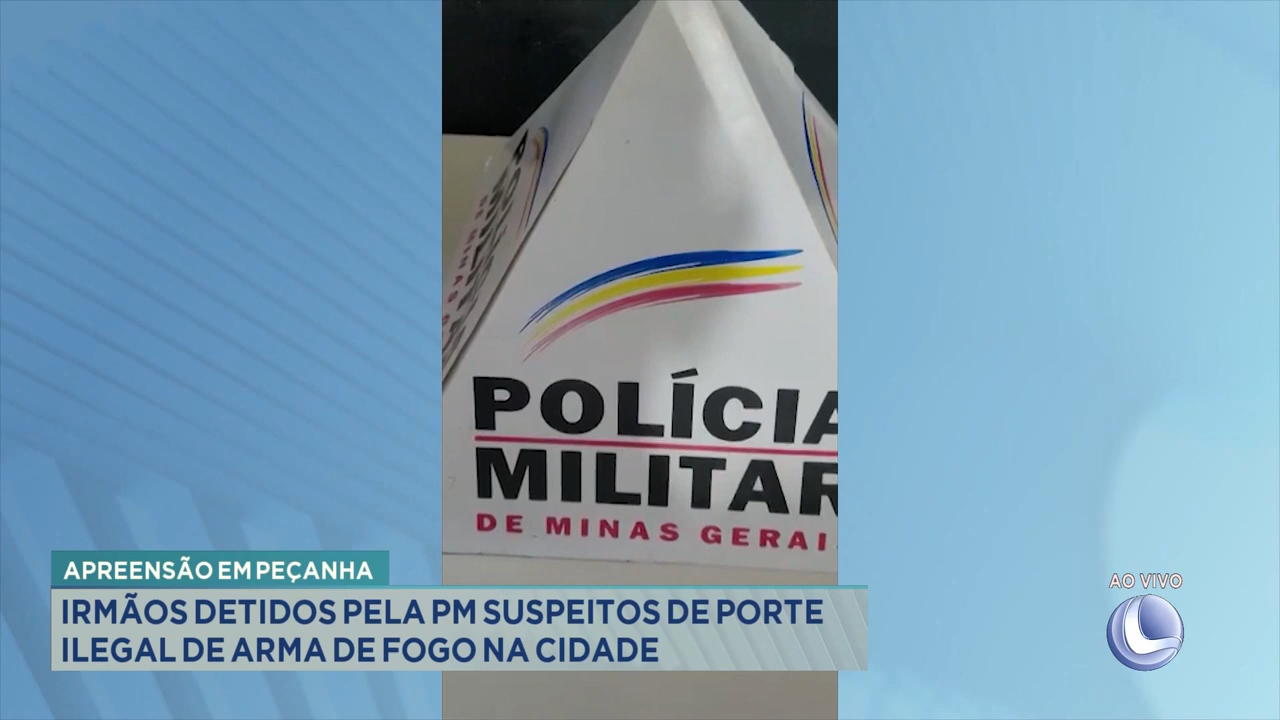 POLÍCIA
MILITAR
DE MINAS GERAI
APREENSÃO EM PEÇANHA
IRMÃOS DETIDOS PELA PM SUSPEITOS DE PORTE
ILEGAL DE ARMA DE FOGO NA CIDADE
AO VIVO